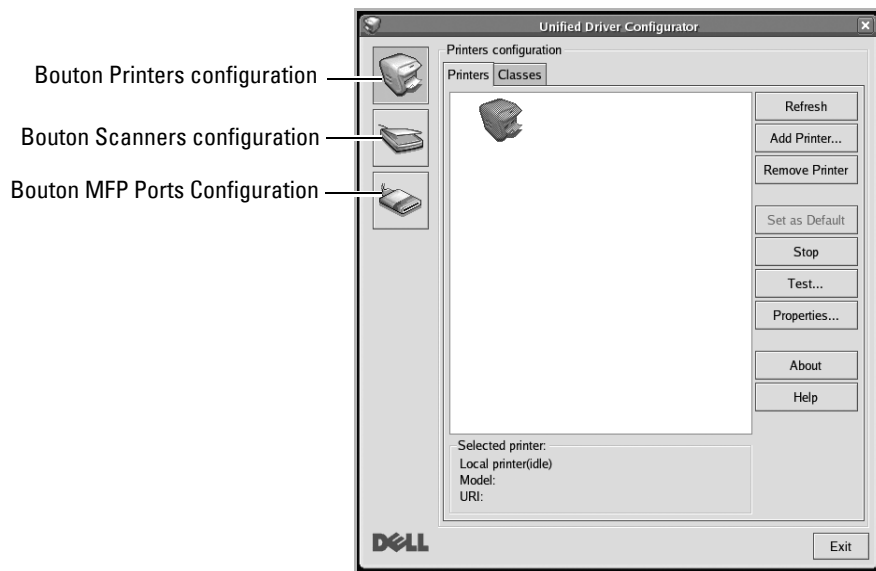 Unified Driver Configurator
Bouton Printers configuration
Bouton Scanners configuration
Bouton MFP Ports Configuration
Printers configuration
Printers Classes
Refresh
Add Printer...
Remove Printer
Set as Default
Stop
Test...
Properties...
About
Help
Selected printer:
Local printer(idle)
Model:
URI:
DELL
Exit